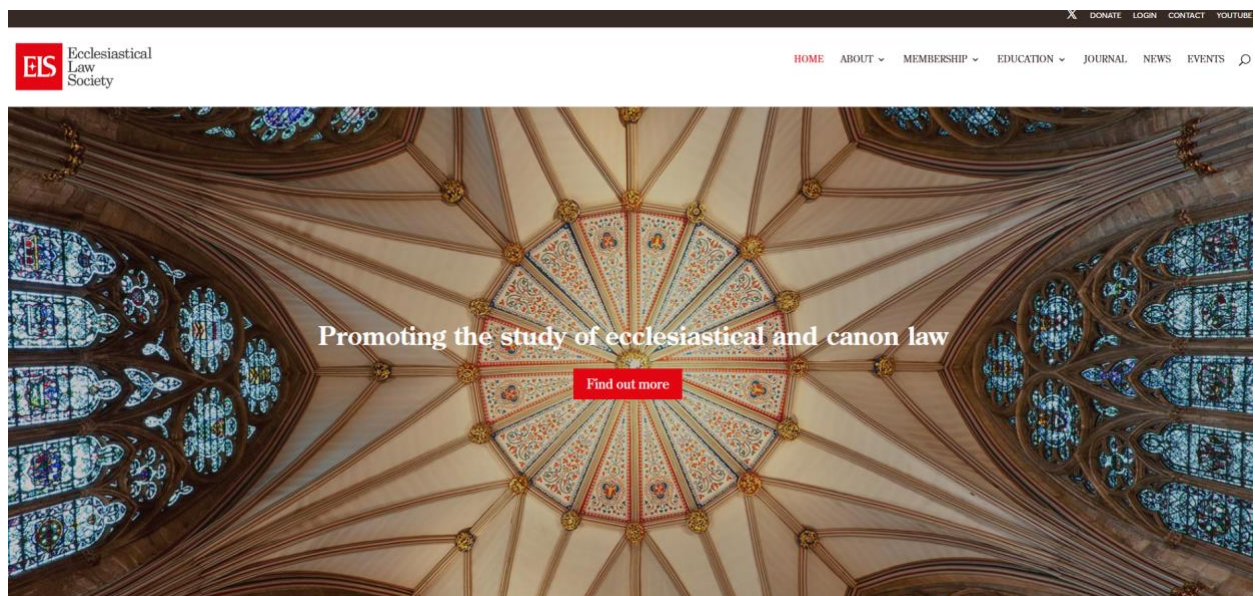 X DONATE LOGIN CONTACT YOUTUBE
ELS Ecclesiastical
Law
Society
HOME ABOUT MEMBERSHIP EDUCATION JOURNAL NEWS EVENTS
Promoting the study of ecclesiastical and canon law
Find out more